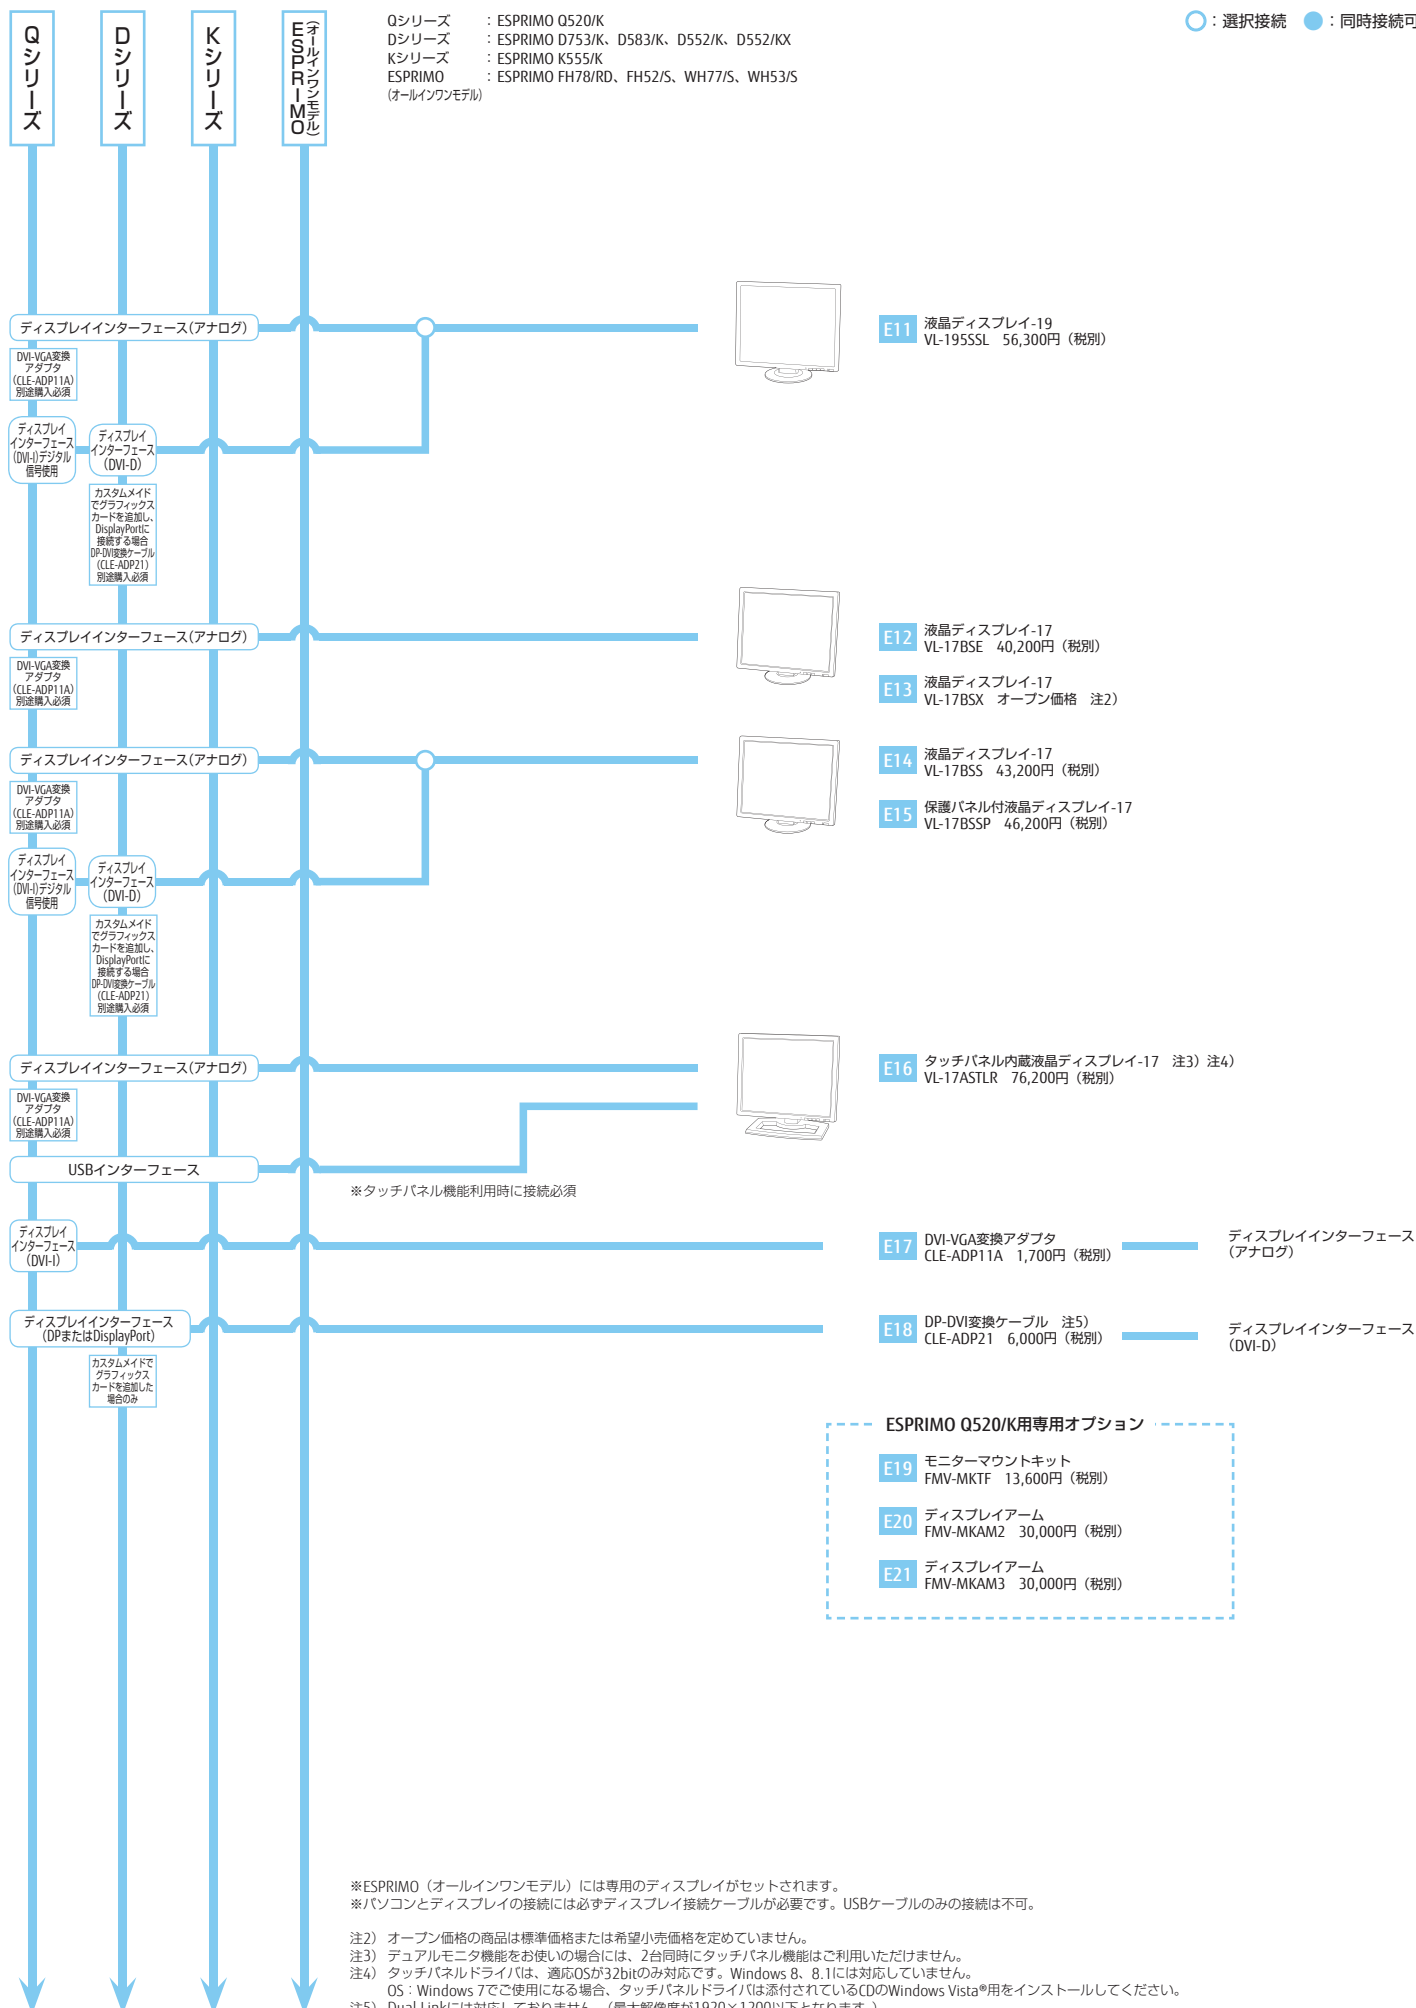 Qシリーズ
Dシリーズ
Kシリーズ
ESPRIMO
(オールインワンモデル)
Qシリーズ ：ESPRIMO Q520/K
Dシリーズ ：ESPRIMO D753/K、D583/K、D552/K、D552/KX
Kシリーズ ：ESPRIMO K555/K
ESPRIMO ：ESPRIMO FH78/RD、FH52/S、WH77/S、WH53/S
(オールインワンモデル)
○：選択接続 ●：同時接続可
ディスプレイインターフェース(アナログ)
DVI-VGA変換
アダプタ
(CLE-ADP11A)
別途購入必須
ディスプレイ
インターフェース
(DVI-I)デジタル
信号使用
ディスプレイ
インターフェース
(DVI-D)
カスタムメイド
でグラフィックス
カードを追加し、
DisplayPortに
接続する場合
DP-DVI変換ケーブル
(CLE-ADP21)
別途購入必須
E11 液晶ディスプレイ-19
VL-195SSL 56,300円（税別）
ディスプレイインターフェース(アナログ)
DVI-VGA変換
アダプタ
(CLE-ADP11A)
別途購入必須
E12 液晶ディスプレイ-17
VL-17BSE 40,200円（税別）
E13 液晶ディスプレイ-17
VL-17BSX オープン価格 注2）
ディスプレイインターフェース(アナログ)
DVI-VGA変換
アダプタ
(CLE-ADP11A)
別途購入必須
ディスプレイ
インターフェース
(DVI-I)デジタル
信号使用
ディスプレイ
インターフェース
(DVI-D)
カスタムメイド
でグラフィックス
カードを追加し、
DisplayPortに
接続する場合
DP-DVI変換ケーブル
(CLE-ADP21)
別途購入必須
E14 液晶ディスプレイ-17
VL-17BSS 43,200円（税別）
E15 保護パネル付液晶ディスプレイ-17
VL-17BSSP 46,200円（税別）
ディスプレイインターフェース(アナログ)
DVI-VGA変換
アダプタ
(CLE-ADP11A)
別途購入必須
USBインターフェース
※タッチパネル機能利用時に接続必須
E16 タッチパネル内蔵液晶ディスプレイ-17 注3）注4）
VL-17ASTLR 76,200円（税別）
ディスプレイ
インターフェース
(DVI-I)
E17 DVI-VGA変換アダプタ
CLE-ADP11A 1,700円（税別）
ディスプレイインターフェース
(アナログ)
ディスプレイインターフェース
(DPまたはDisplayPort)
カスタムメイドで
グラフィックス
カードを追加した
場合のみ
E18 DP-DVI変換ケーブル 注5）
CLE-ADP21 6,000円（税別）
ディスプレイインターフェース
(DVI-D)
ESPRIMO Q520/K用専用オプション
E19 モニターマウントキット
FMV-MKTF 13,600円（税別）
E20 ディスプレイアーム
FMV-MKAM2 30,000円（税別）
E21 ディスプレイアーム
FMV-MKAM3 30,000円（税別）
※ESPRIMO（オールインワンモデル）には専用のディスプレイがセットされます。
※パソコンとディスプレイの接続には必ずディスプレイ接続ケーブルが必要です。USBケーブルのみの接続は不可。
注2） オープン価格の商品は標準価格または希望小売価格を定めていません。
注3） デュアルモニタ機能をお使いの場合には、2台同時にタッチパネル機能はご利用いただけません。
注4） タッチパネルドライバは、適応OSが32bitのみ対応です。Windows 8、8.1には対応していません。
OS：Windows 7でご使用になる場合、タッチパネルドライバは添付されているCDのWindows Vista®用をインストールしてください。
注5） Dual Linkには対応しておりません。（最大解像度が1920×1200以下となります。）